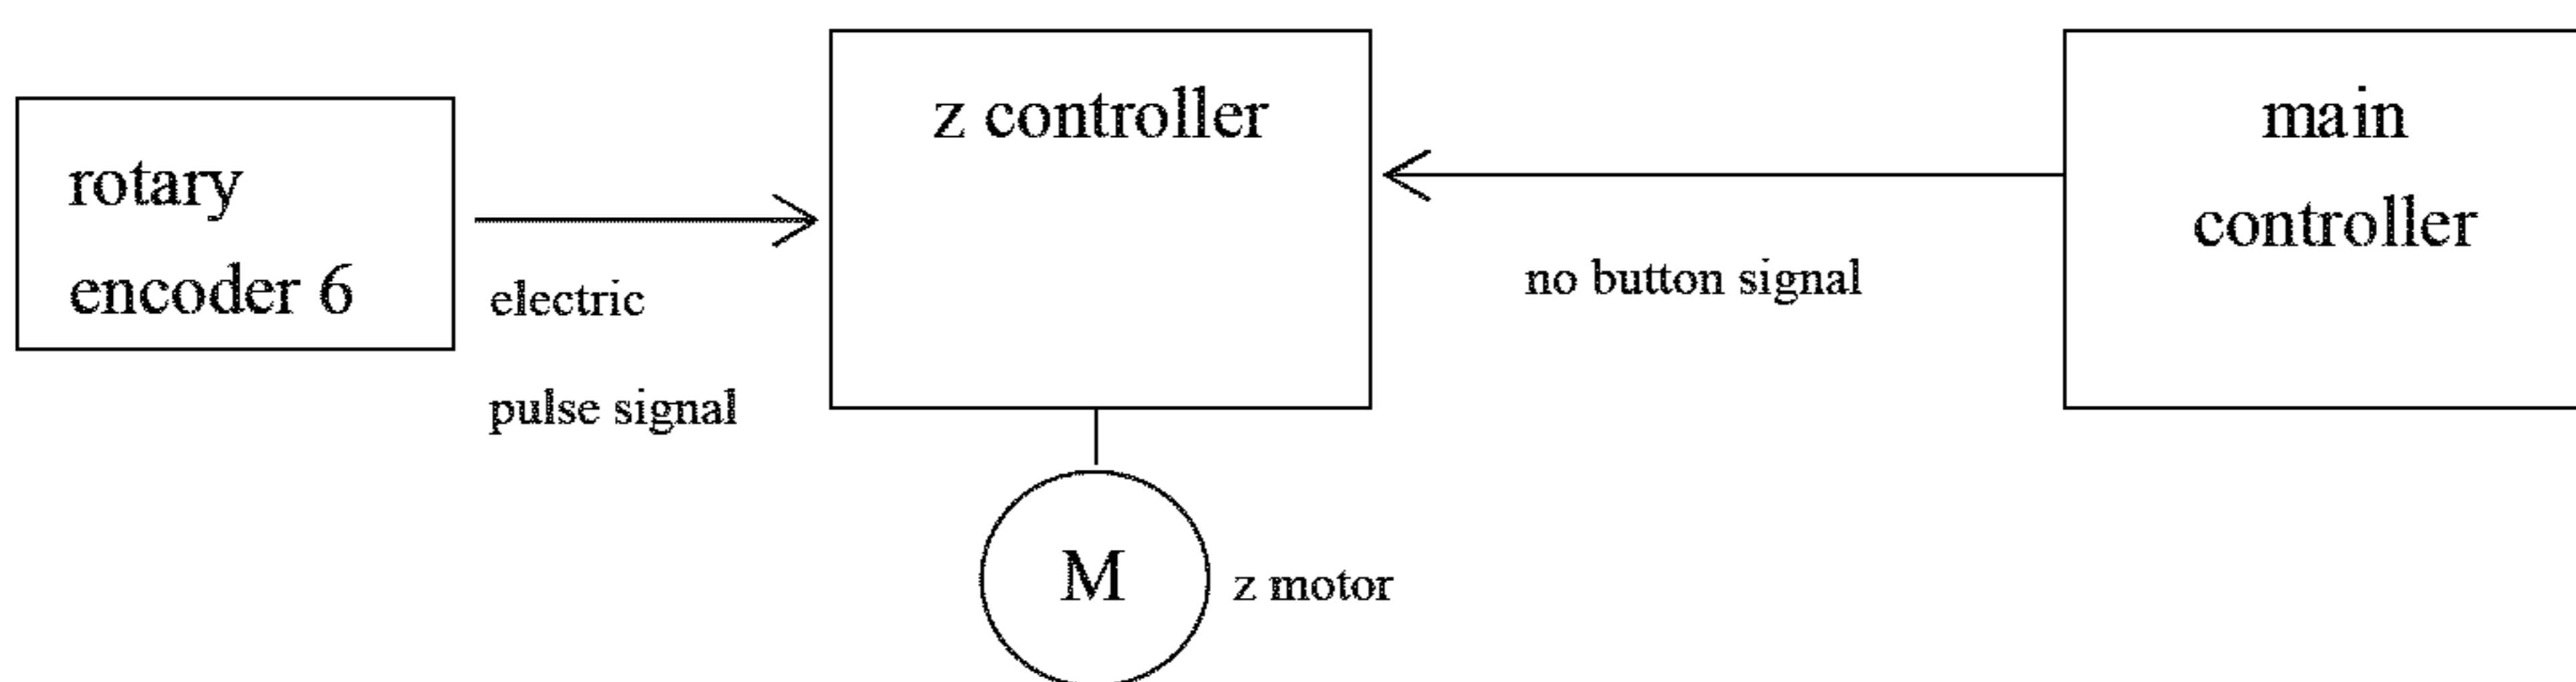 rotary
encoder 6
electric
pulse signal
z controller
M
z motor
no button signal
main
controller